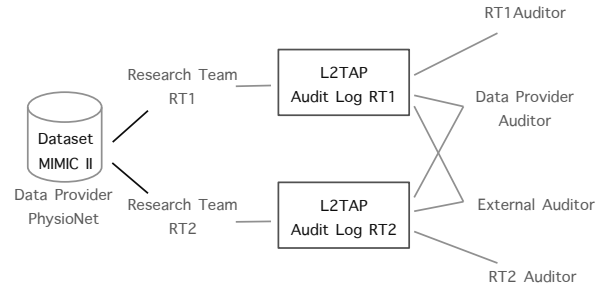 RT1Auditor
Research Team
RT1
L2TAP
Audit Log RT1
Data Provider
Auditor
Dataset
MIMIC II
Data Provider
PhysioNet
Research Team
RT2
L2TAP
Audit Log RT2
External Auditor
RT2 Auditor